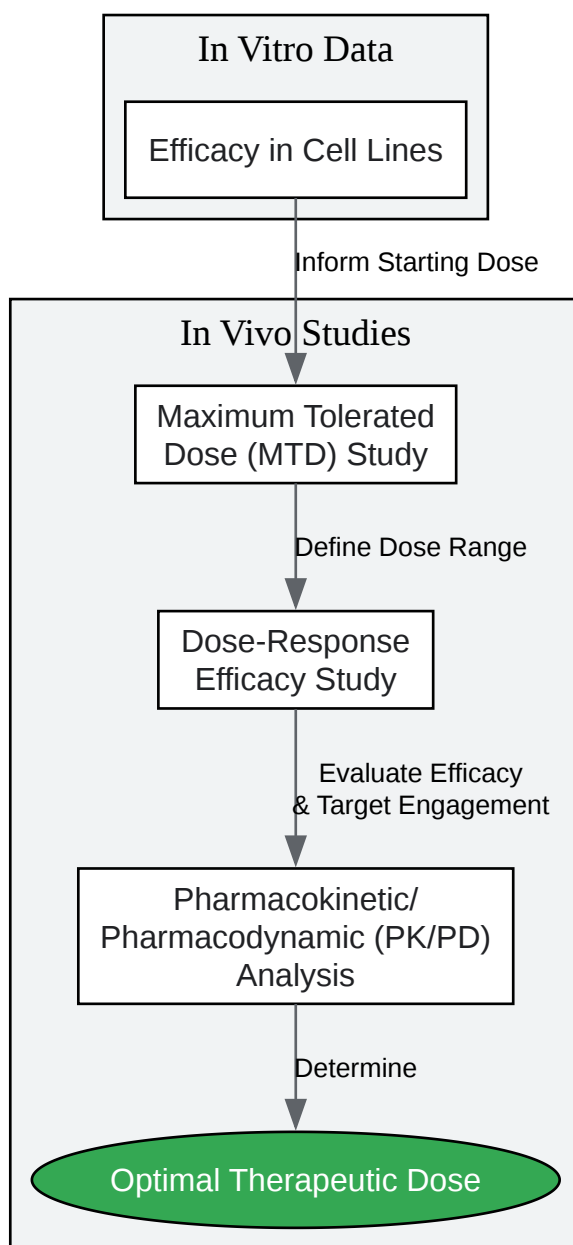 In Vitro Data
Efficacy in Cell Lines
Inform Starting Dose
In Vivo Studies
Maximum Tolerated
Dose (MTD) Study
Define Dose Range
Dose-Response
Efficacy Study
Evaluate Efficacy
& Target Engagement
Pharmacokinetic/
Pharmacodynamic (PK/PD)
Analysis
Determine
Optimal Therapeutic Dose